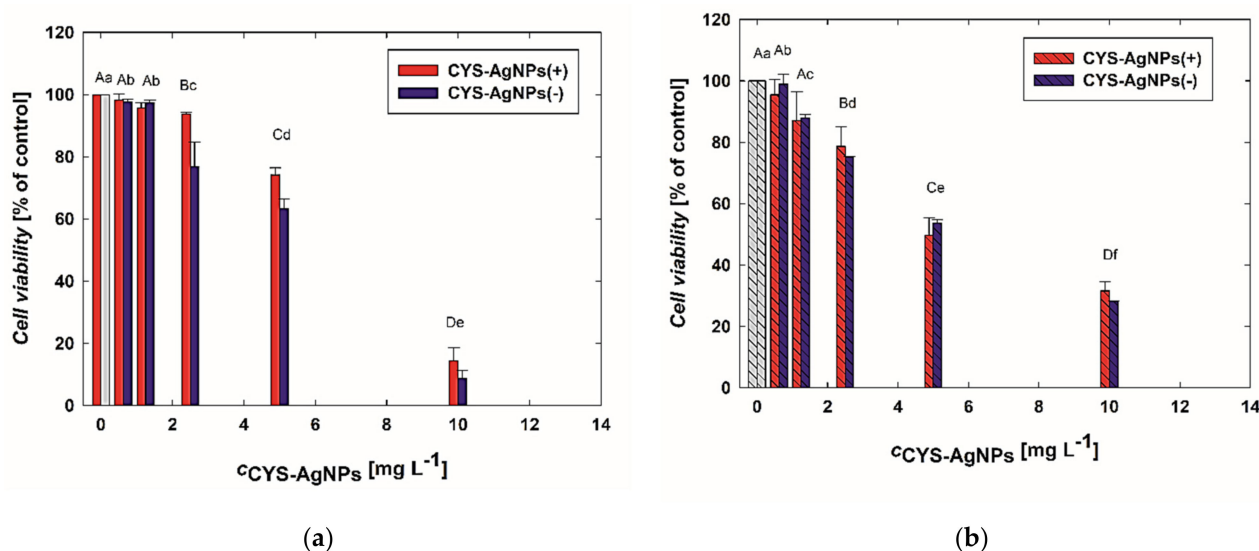 120
100
80
60
40
20
0
Cell viability [% of control]
Aa Ab Ab Bc Cd De
CYS-AgNPs(+)
CYS-AgNPs(-)
0 2 4 6 8 10 12 14
cCYS-AgNPs [mg L-1]
(a)
120
100
80
60
40
20
0
Cell viability [% of control]
Aa Ab Ac Bd Ce Df
CYS-AgNPs(+)
CYS-AgNPs(-)
0 2 4 6 8 10 12 14
cCYS-AgNPs [mg L-1]
(b)